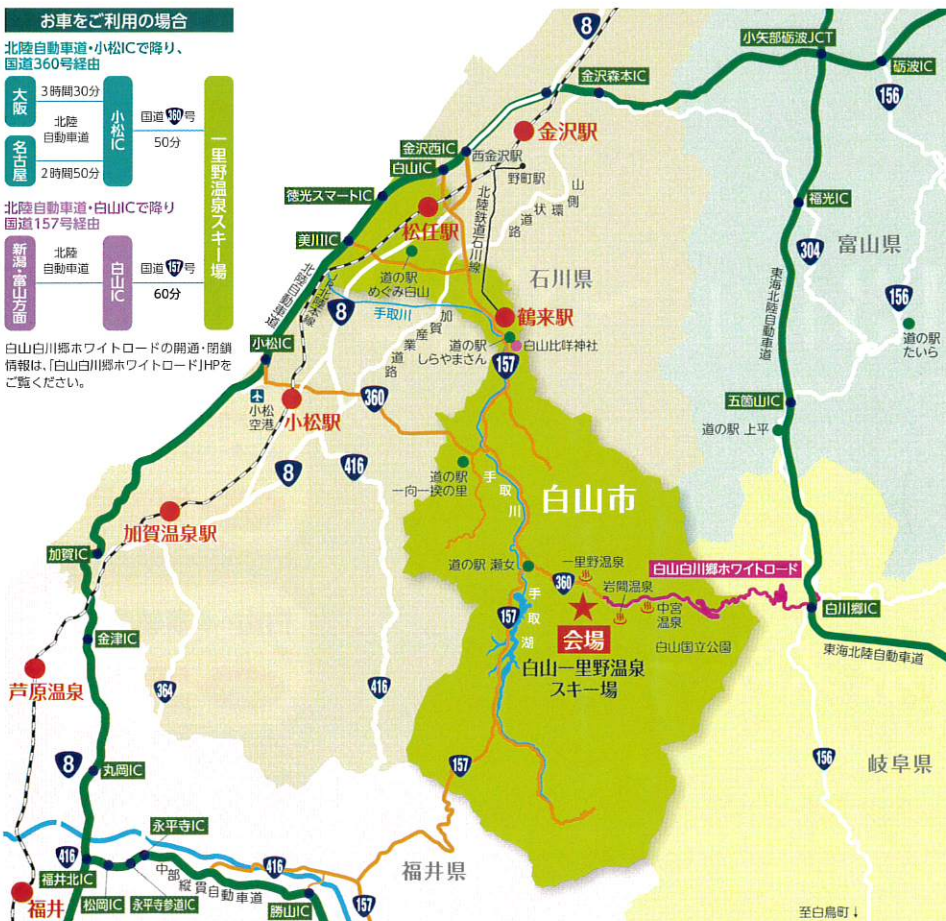 お車をご利用の場合
北陸自動車道・小松ICで降り、
国道360号経由
大阪
3時間30分
北陸
自動車道
名古屋
2時間50分
小松IC
国道360号
50分
一里野温泉スキー場
北陸自動車道・白山ICで降り
国道157号経由
新潟・富山方面
北陸
自動車道
白山IC
国道157号
60分
白山白川郷ホワイトロードの開通・閉鎖
情報は、「白山白川郷ホワイトロード」HPを
ご覧ください。
8
小矢部砺波JCT
砺波IC
金沢森本IC
156
金沢駅
金沢西IC
西金沢駅
白山IC
野町駅
徳光スマートIC
山側環状道路
福光IC
松任駅
北陸鉄道石川線
富山県
304
美川IC
石川県
道の駅
めぐみ白山
北陸自動車道
北陸本線
8
手取川
加賀産業道路
鶴来駅
道の駅
しらやまさん
白山比咩神社
東海北陸自動車道
156
道の駅
たいら
小松IC
157
小松
空港
小松駅
360
五箇山IC
道の駅 上平
8
416
道の駅
一向一揆の里
手取川
白山市
加賀温泉駅
加賀IC
道の駅 瀬女
一里野温泉
360
岩間温泉
白山白川郷ホワイトロード
157
手取湖
中宮
温泉
白川郷IC
金津IC
会場
白山国立公園
東海北陸自動車道
白山一里野温泉
スキー場
芦原温泉
364
416
8
157
156
岐阜県
丸岡IC
永平寺IC
416
416
福井県
福井北IC
中部縦貫自動車道
福井
松岡IC
永平寺参道IC
勝山IC
157
至白鳥町↓